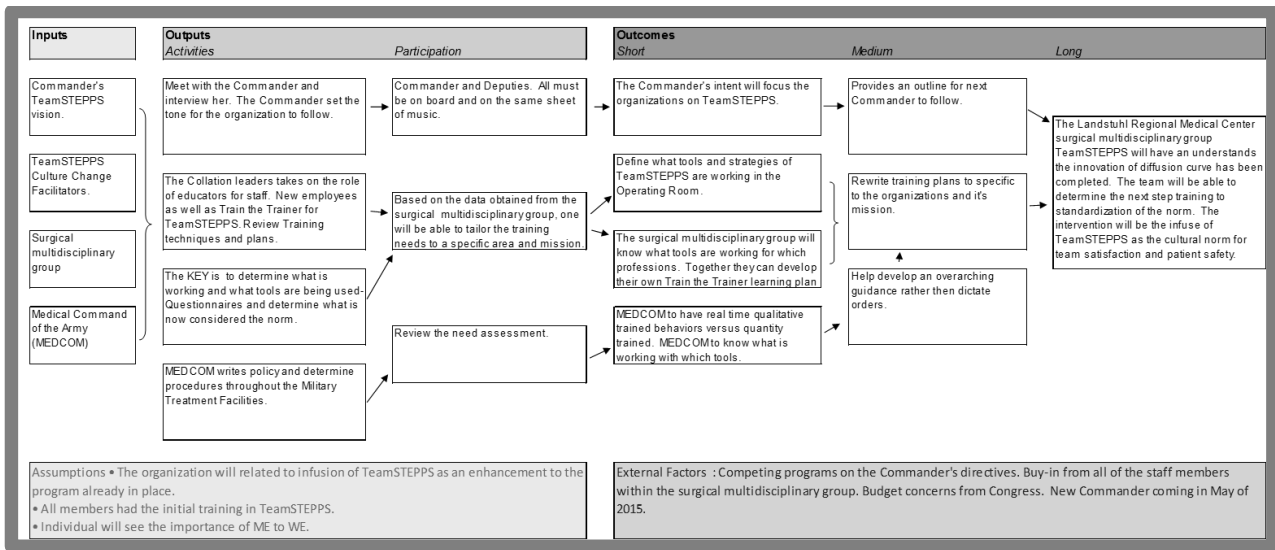 Inputs
Outputs
Activities
Participation
Outcomes
Short
Medium
Long
Commander's
TeamSTEPPS
vision.
TeamSTEPPS
Culture Change
Facilitators.
Surgical
multidisciplinary
group
Medical Command
of the Army
(MEDCOM)
Meet with the Commander and
interview her. The Commander set the
tone for the organization to follow.
The Collation leaders takes on the role
of educators for staff. New employees
as well as Train the Trainer for
TeamSTEPPS. Review Training
techniques and plans.
The KEY is to determine what is
working and what tools are being used-
Questionnaires and determine what is
now considered the norm.
MEDCOM writes policy and determine
procedures throughout the Military
Treatment Facilities.
Commander and Deputies. All must
be on board and on the same sheet
of music.
Based on the data obtained from the
surgical multidisciplinary group, one
will be able to tailor the training
needs to a specific area and mission.
Review the need assessment.
The Commander's intent will focus the
organizations on TeamSTEPPS.
Define what tools and strategies of
TeamSTEPPS are working in the
Operating Room.
The surgical multidisciplinary group will
know what tools are working for which
professions. Together they can develop
their own Train the Trainer learning plan
MEDCOM to have real time qualitative
trained behaviors versus quantity
trained. MEDCOM to know what is
working with which tools.
Provides an outline for next
Commander to follow.
Rewrite training plans to specific
to the organizations and it's
mission.
Help develop an overarching
guidance rather then dictate
orders.
The Landstuhl Regional Medical Center
surgical multidisciplinary group
TeamSTEPPS will have an understands
the innovation of diffusion curve has been
completed. The team will be able to
determine the next step training to
standardization of the norm. The
intervention will be the infuse of
TeamSTEPPS as the cultural norm for
team satisfaction and patient safety.
Assumptions • The organization will related to infusion of TeamSTEPPS as an enhancement to the
program already in place.
• All members had the initial training in TeamSTEPPS.
• Individual will see the importance of ME to WE.
External Factors : Competing programs on the Commander's directives. Buy-in from all of the staff members
within the surgical multidisciplinary group. Budget concerns from Congress. New Commander coming in May of
2015.